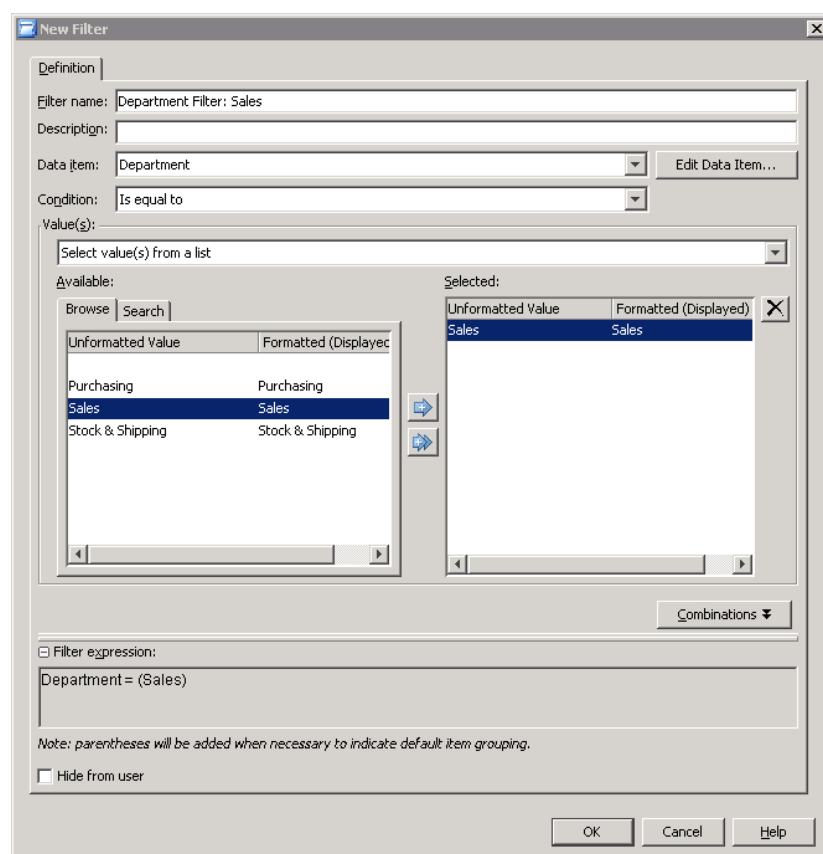 New Filter
Definition
Filter name: Department Filter: Sales
Description:
Data item: Department Edit Data Item...
Condition: Is equal to
Value(s):
Select value(s) from a list
Available: Selected:
Browse Search
Unformatted Value Formatted (Displayed)
Unformatted Value Formatted (Displayec
Sales Sales
Purchasing Purchasing
Sales Sales
Stock & Shipping Stock & Shipping
Combinations
Filter expression:
Department = (Sales)
Note: parentheses will be added when necessary to indicate default item grouping.
Hide from user
OK Cancel Help